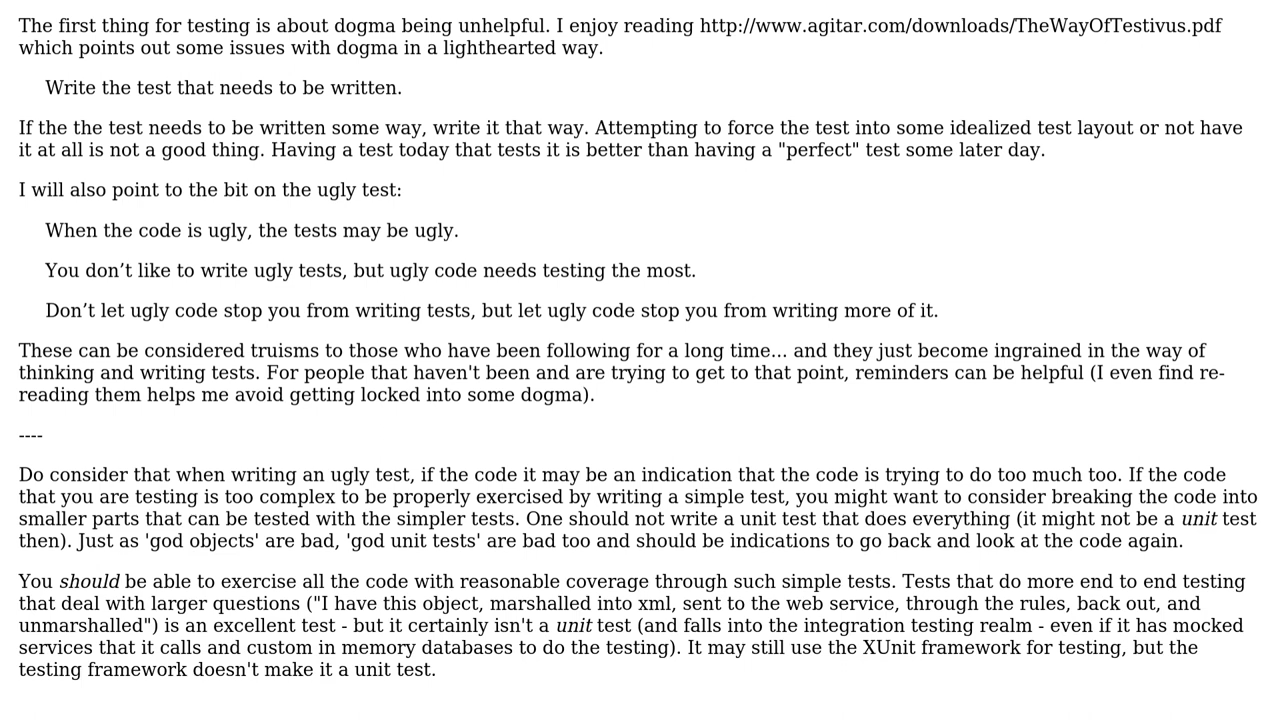 The first thing for testing is about dogma being unhelpful. I enjoy reading http://www.agitar.com/downloads/TheWayOfTestivus.pdf
which points out some issues with dogma in a lighthearted way.
Write the test that needs to be written.
If the the test needs to be written some way, write it that way. Attempting to force the test into some idealized test layout or not have
it at all is not a good thing. Having a test today that tests it is better than having a "perfect" test some later day.
I will also point to the bit on the ugly test:
When the code is ugly, the tests may be ugly.
You don’t like to write ugly tests, but ugly code needs testing the most.
Don’t let ugly code stop you from writing tests, but let ugly code stop you from writing more of it.
These can be considered truisms to those who have been following for a long time... and they just become ingrained in the way of
thinking and writing tests. For people that haven't been and are trying to get to that point, reminders can be helpful (I even find re-
reading them helps me avoid getting locked into some dogma).
----
Do consider that when writing an ugly test, if the code it may be an indication that the code is trying to do too much too. If the code
that you are testing is too complex to be properly exercised by writing a simple test, you might want to consider breaking the code into
smaller parts that can be tested with the simpler tests. One should not write a unit test that does everything (it might not be a unit test
then). Just as 'god objects' are bad, 'god unit tests' are bad too and should be indications to go back and look at the code again.
You should be able to exercise all the code with reasonable coverage through such simple tests. Tests that do more end to end testing
that deal with larger questions ("I have this object, marshalled into xml, sent to the web service, through the rules, back out, and
unmarshalled") is an excellent test - but it certainly isn't a unit test (and falls into the integration testing realm - even if it has mocked
services that it calls and custom in memory databases to do the testing). It may still use the XUnit framework for testing, but the
testing framework doesn't make it a unit test.